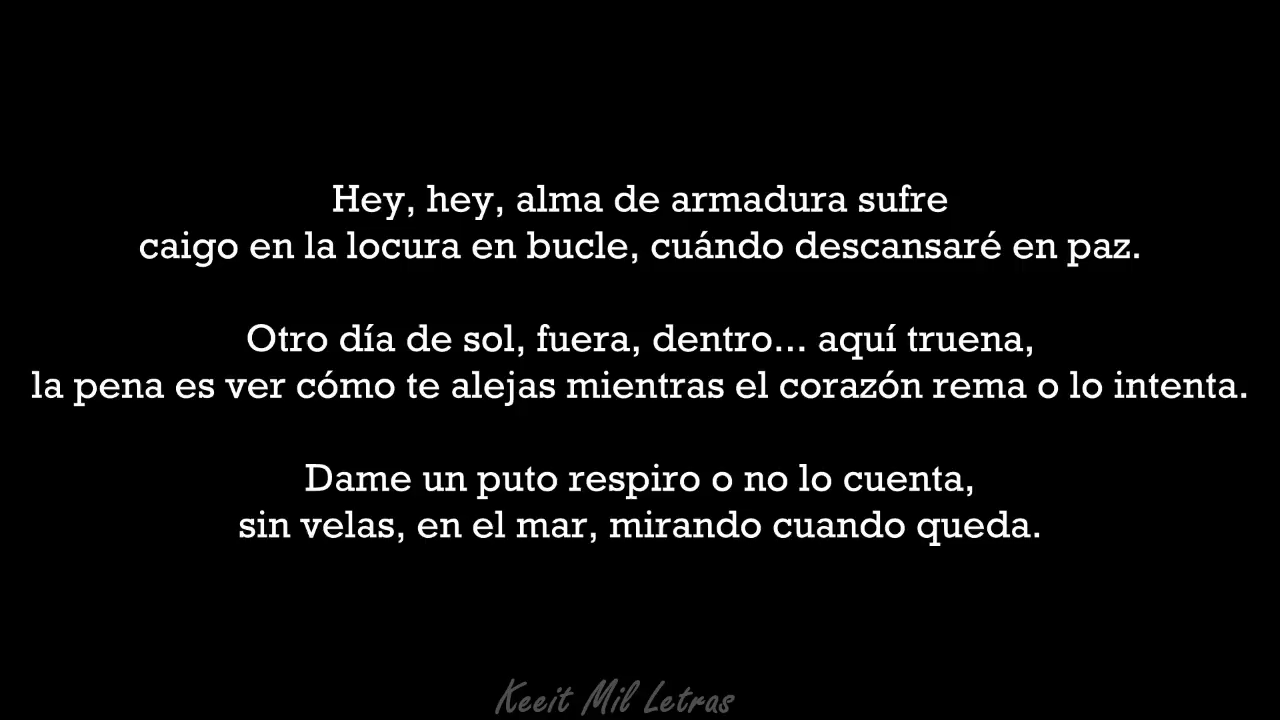 Hey, hey, alma de armadura sufre
caigo en la locura en bucle, cuándo descansaré en paz.
Otro día de sol, fuera, dentro... aquí truena,
la pena es ver cómo te alejas mientras el corazón rema o lo intenta.
Dame un puto respiro o no lo cuenta,
sin velas, en el mar, mirando cuando queda.
Keeit Mil Letras